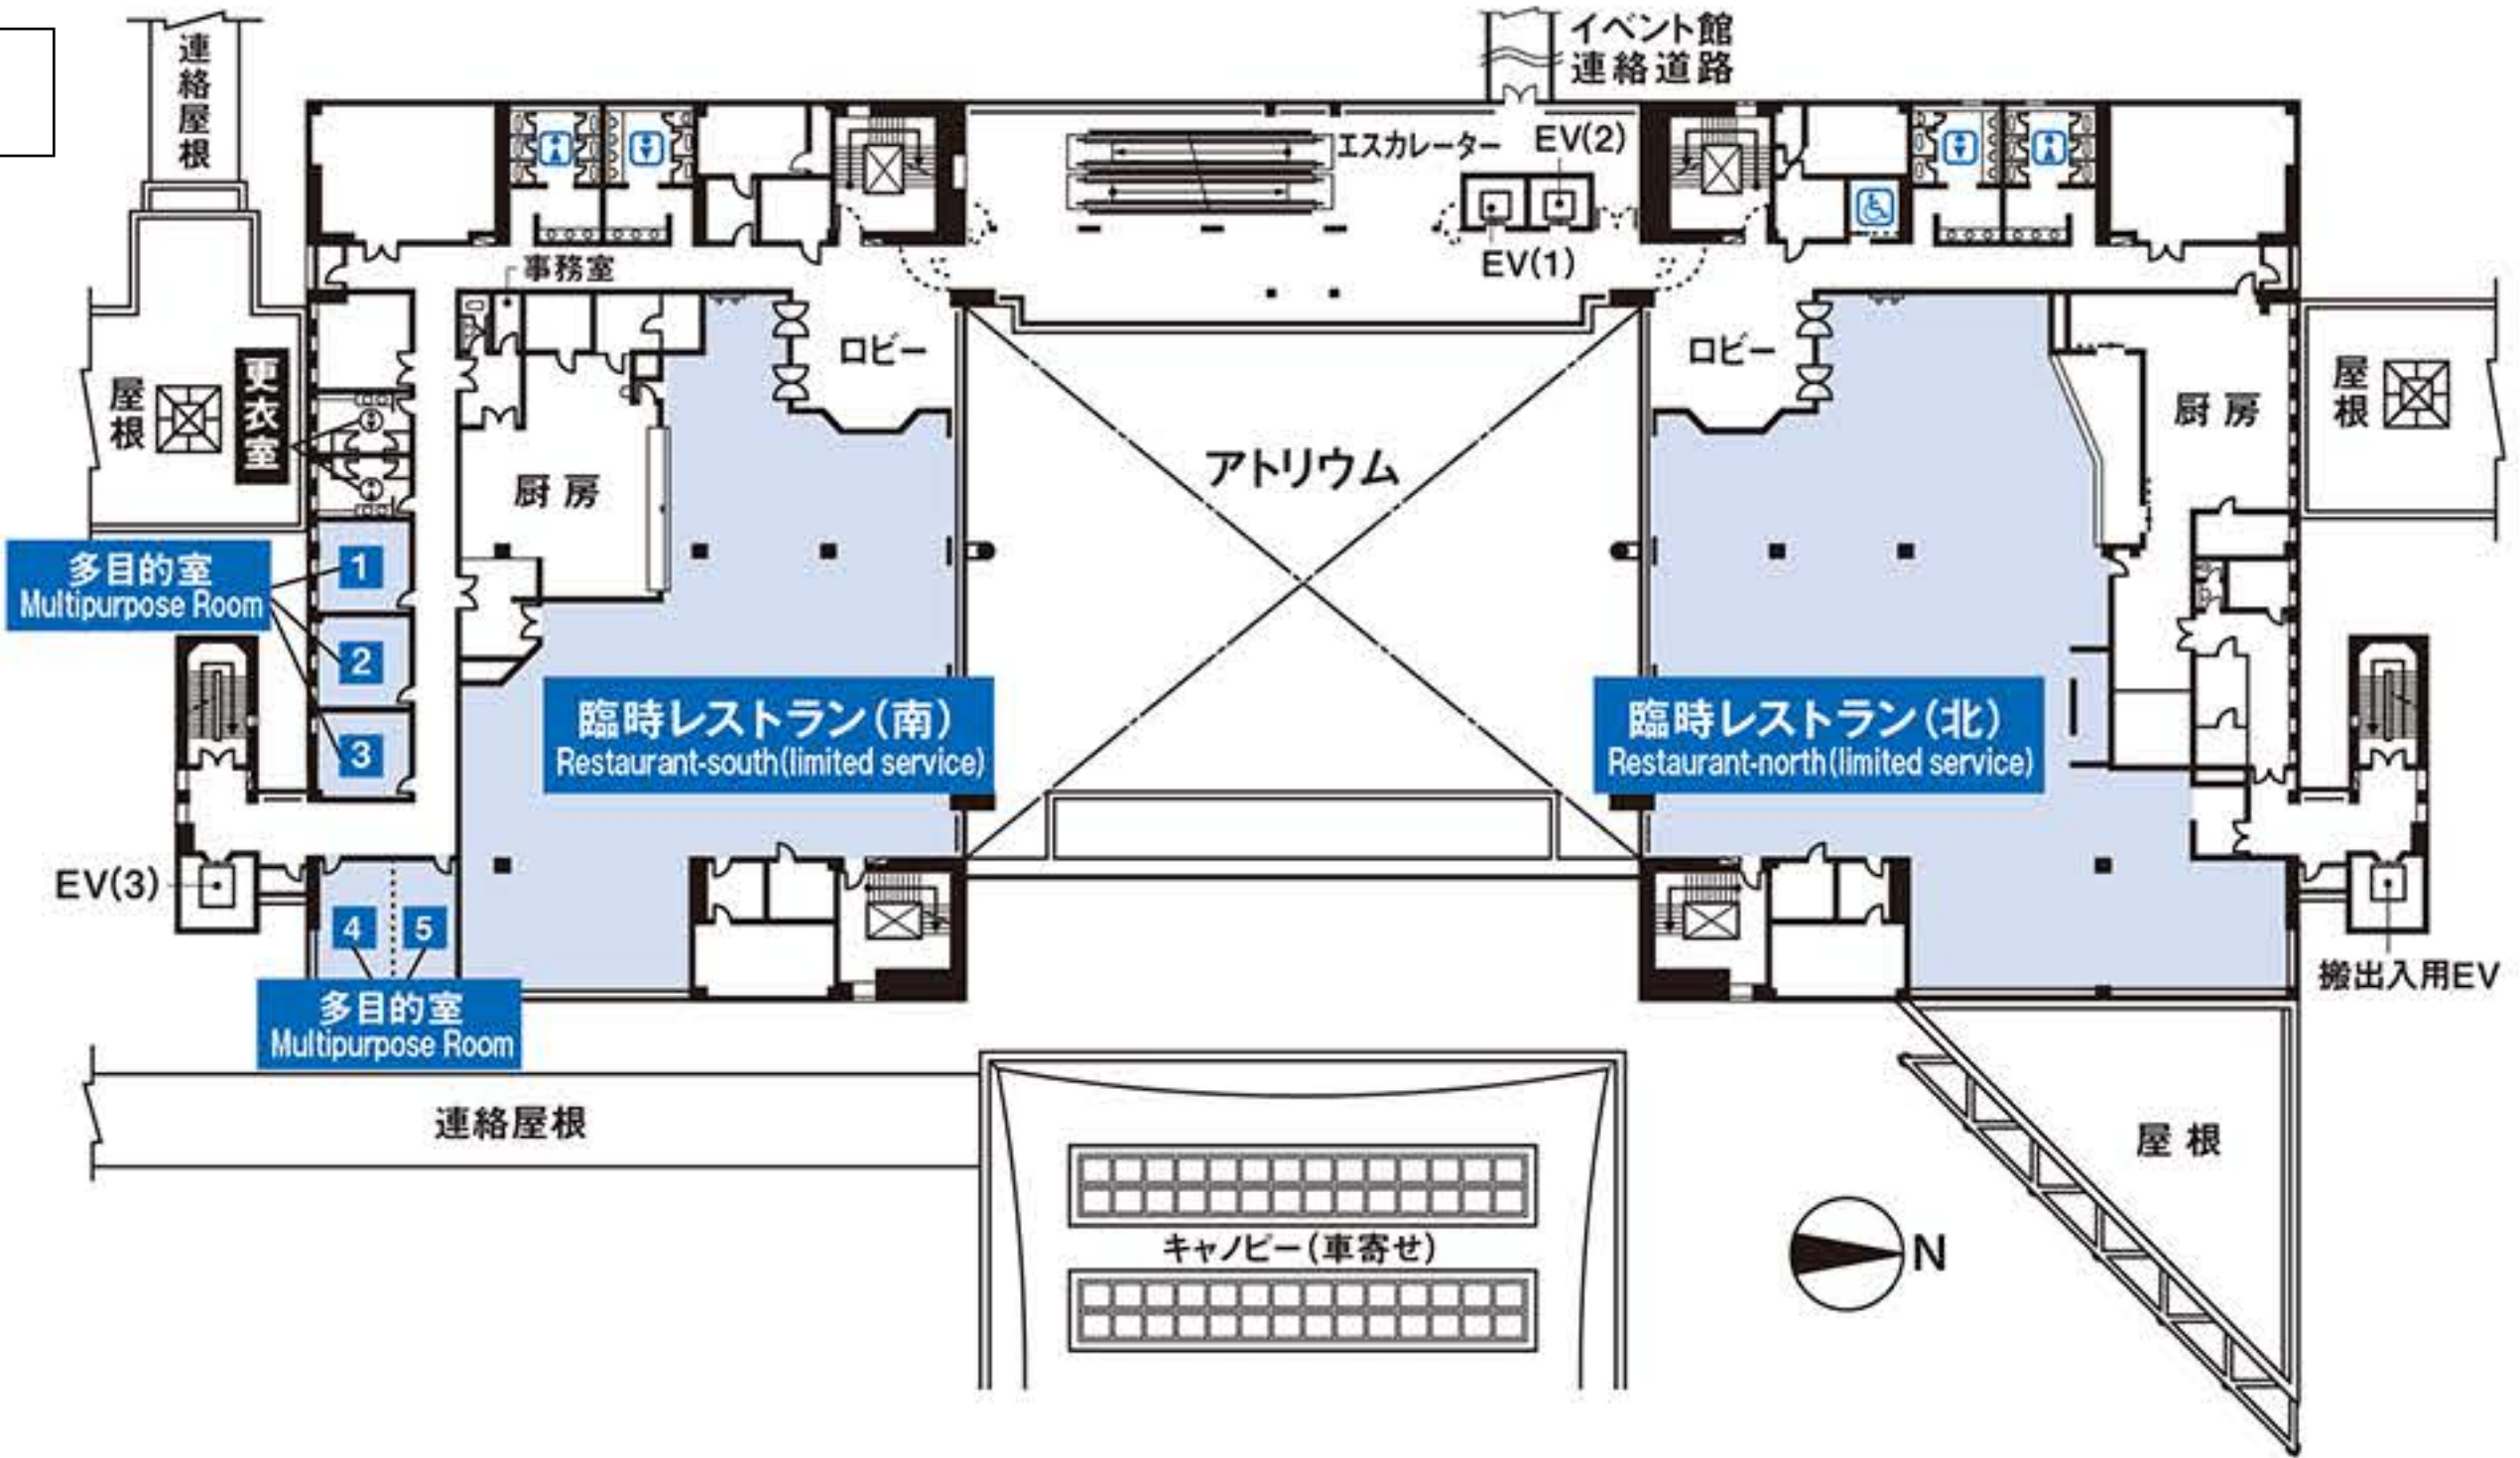 連絡屋根
イベント館
連絡道路
エスカレーター
EV(2)
EV(1)
事務室
ロビー
ロビー
屋根
更衣室
厨房
アトリウム
厨房
屋根
多目的室
Multipurpose Room
1
2
3
臨時レストラン(南)
Restaurant-south(limited service)
臨時レストラン(北)
Restaurant-north(limited service)
EV(3)
4
5
多目的室
Multipurpose Room
搬出入用EV
連絡屋根
屋根
キャノピー(車寄せ)
N